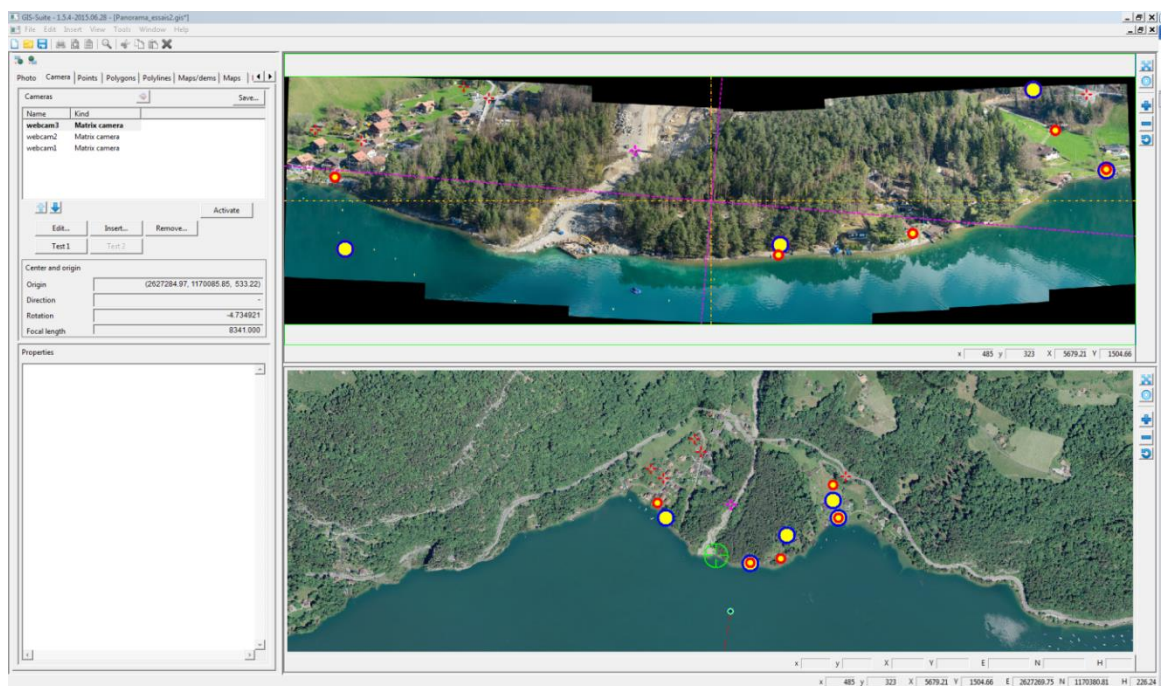 GIS-Suite - 1.5.4-2015.06.28 - [Panorama_essais2.gis*]
File Edit Insert View Tools Window Help
Photo Camera Points Polygons Polylines Maps/dems Maps
Cameras Save...
Name Kind
webcam3 Matrix camera
webcam2 Matrix camera
webcam1 Matrix camera
Activate
Edit... Insert... Remove...
Test 1 Test 2
Center and origin
Origin (2627284.97, 1170085.85, 533.22)
Direction -
Rotation -4.734921
Focal length 8341.000
Properties
x 485 y 323 X 5679.21 Y 1504.66
x y X Y E N H
x 485 y 323 X 5679.21 Y 1504.66 E 2627269.75 N 1170380.81 H 226.24